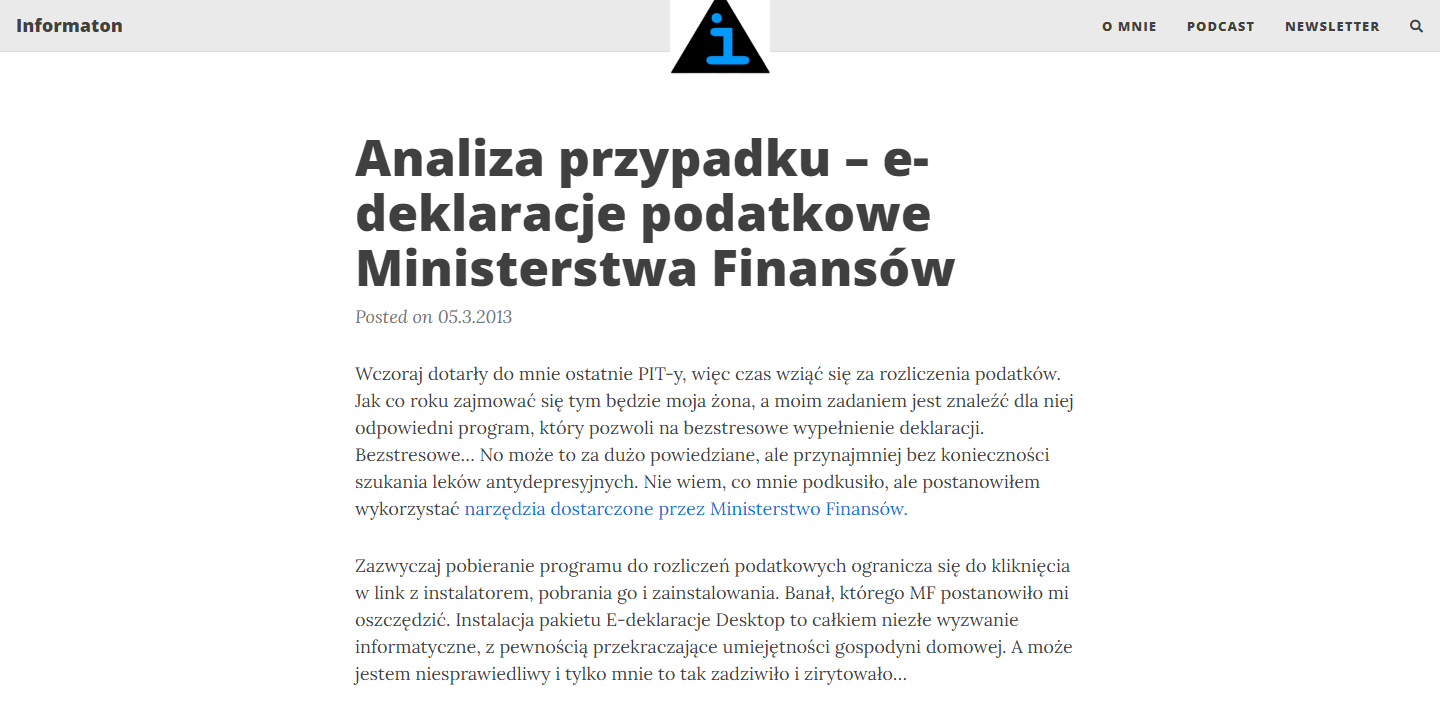 Informaton
i
O MNIE PODCAST NEWSLETTER
Analiza przypadku – e-
deklaracje podatkowe
Ministerstwa Finansów
Posted on 05.3.2013
Wczoraj dotarły do mnie ostatnie PIT-y, więc czas wziąć się za rozliczenia podatków.
Jak co roku zajmować się tym będzie moja żona, a moim zadaniem jest znaleźć dla niej
odpowiedni program, który pozwoli na bezstresowe wypełnienie deklaracji.
Bezstresowe… No może to za dużo powiedziane, ale przynajmniej bez konieczności
szukania leków antydepresyjnych. Nie wiem, co mnie podkusiło, ale postanowiłem
wykorzystać narzędzia dostarczone przez Ministerstwo Finansów.
Zazwyczaj pobieranie programu do rozliczeń podatkowych ogranicza się do kliknięcia
w link z instalatorem, pobrania go i zainstalowania. Banał, którego MF postanowiło mi
oszczędzić. Instalacja pakietu E-deklaracje Desktop to całkiem niezłe wyzwanie
informatyczne, z pewnością przekraczające umiejętności gospodyni domowej. A może
jestem niesprawiedliwy i tylko mnie to tak zadziwiło i zirytowało…